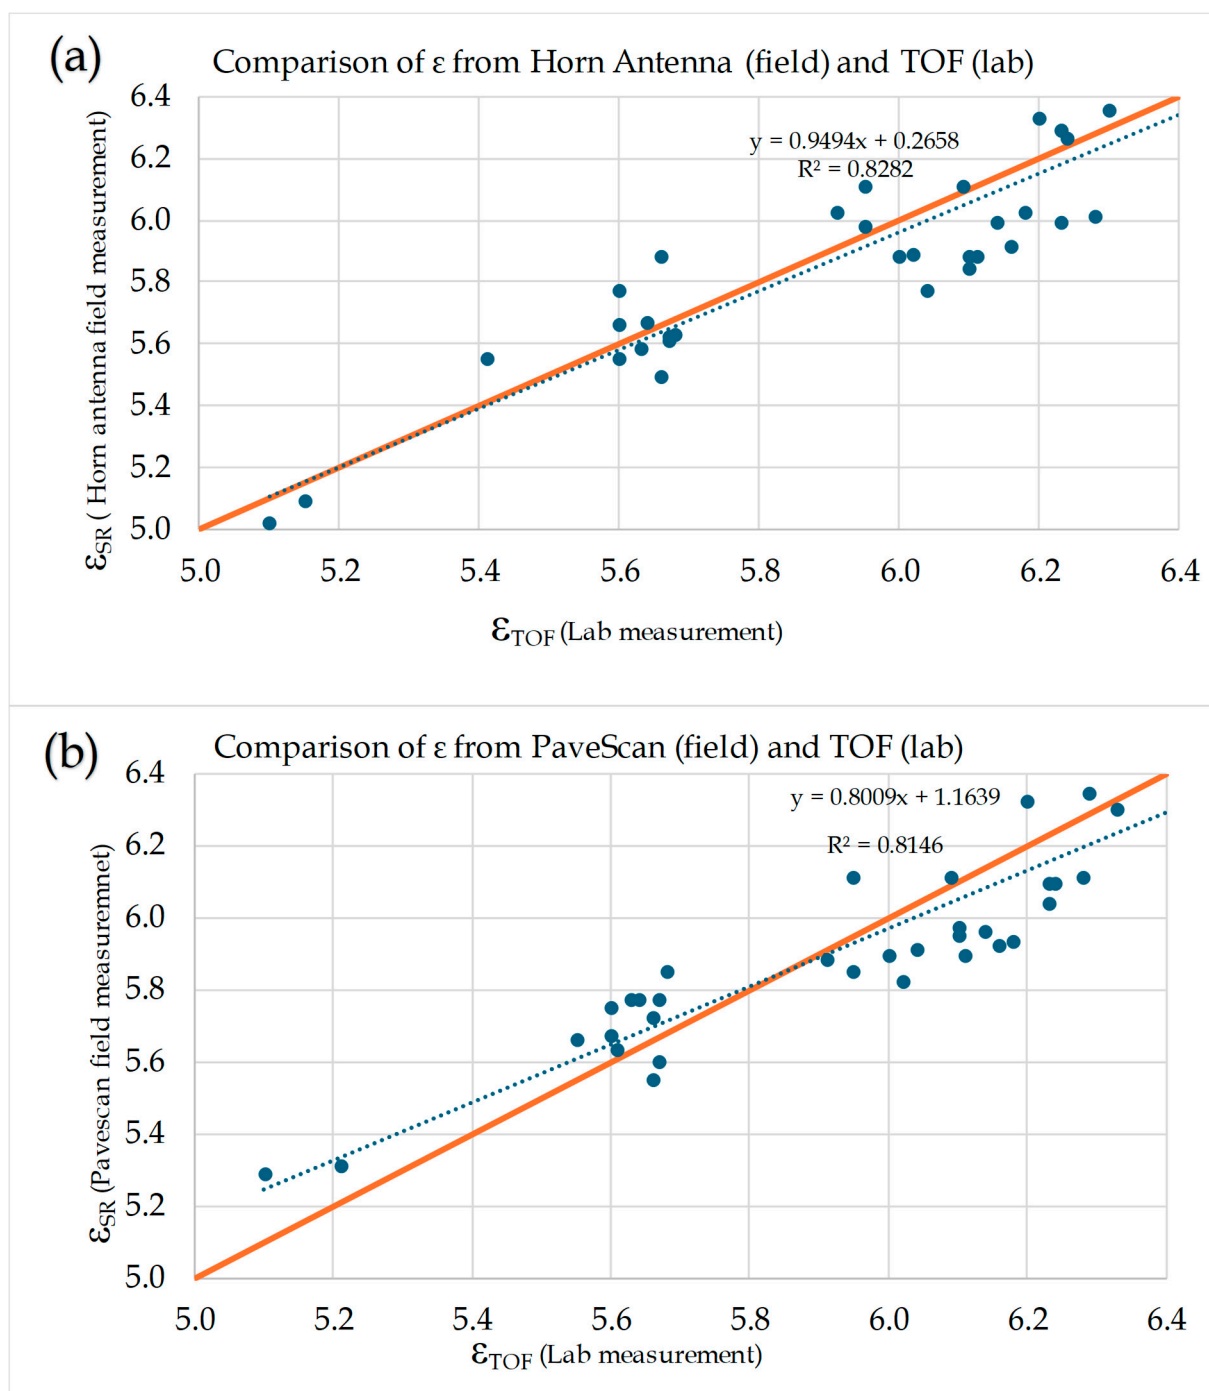 (a)
Comparison of ε from Horn Antenna (field) and TOF (lab)
6.4
6.2
6.0
5.8
5.6
5.4
5.2
5.0
εSR ( Horn antenna field measurement)
y = 0.9494x + 0.2658
R² = 0.8282
5.0 5.2 5.4 5.6 5.8 6.0 6.2 6.4
εTOF (Lab measurement)
(b)
Comparison of ε from PaveScan (field) and TOF (lab)
6.4
6.2
6.0
5.8
5.6
5.4
5.2
5.0
εSR (Pavescan field measuremnet)
y = 0.8009x + 1.1639
R² = 0.8146
5.0 5.2 5.4 5.6 5.8 6.0 6.2 6.4
εTOF (Lab measurement)